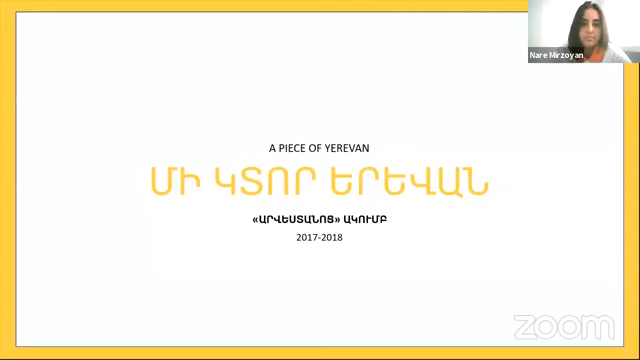 Nare Mirzoyan
A PIECE OF YEREVAN
ՄԻ ԿՏՈՐ ԵՐԵՎԱՆ
«ԱՐՎԵՍՏԱՆՈՑ» ԱԿՈՒՄԲ
2017-2018
zoom